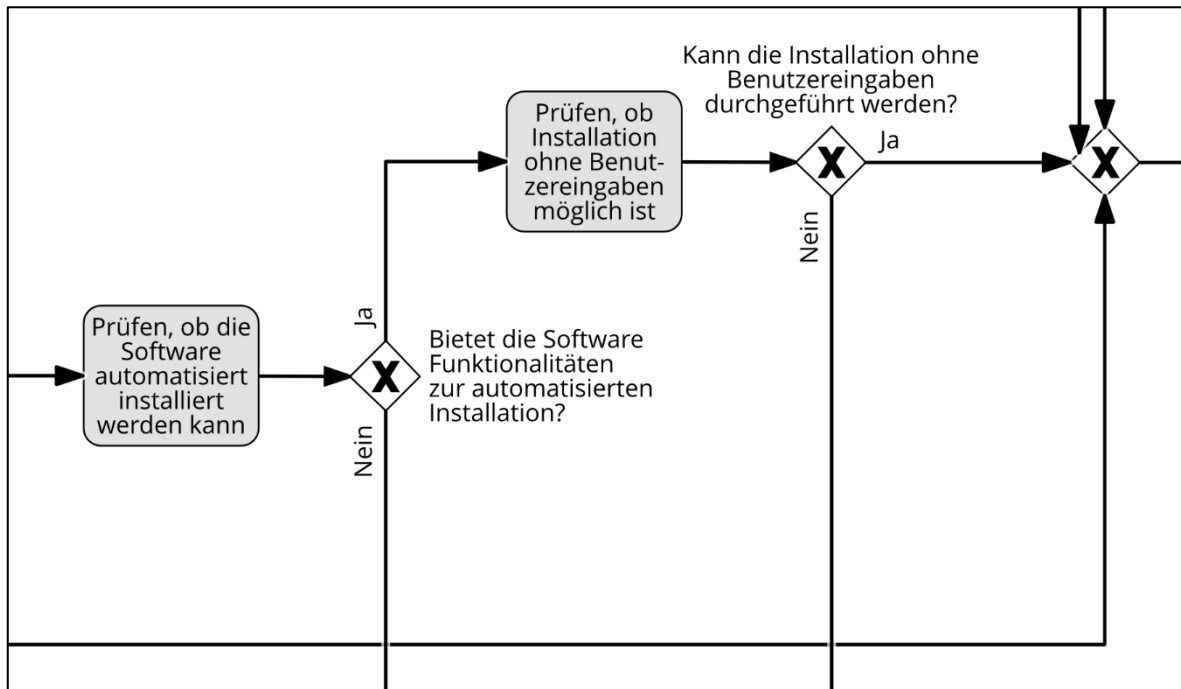 Kann die Installation ohne
Benutzereingaben
durchgeführt werden?
Prüfen, ob
Installation
ohne Benut-
zereingaben
möglich ist
X
Ja
X
Nein
Prüfen, ob die
Software
automatisiert
installiert
werden kann
Ja
X
Bietet die Software
Funktionalitäten
zur automatisierten
Installation?
Nein